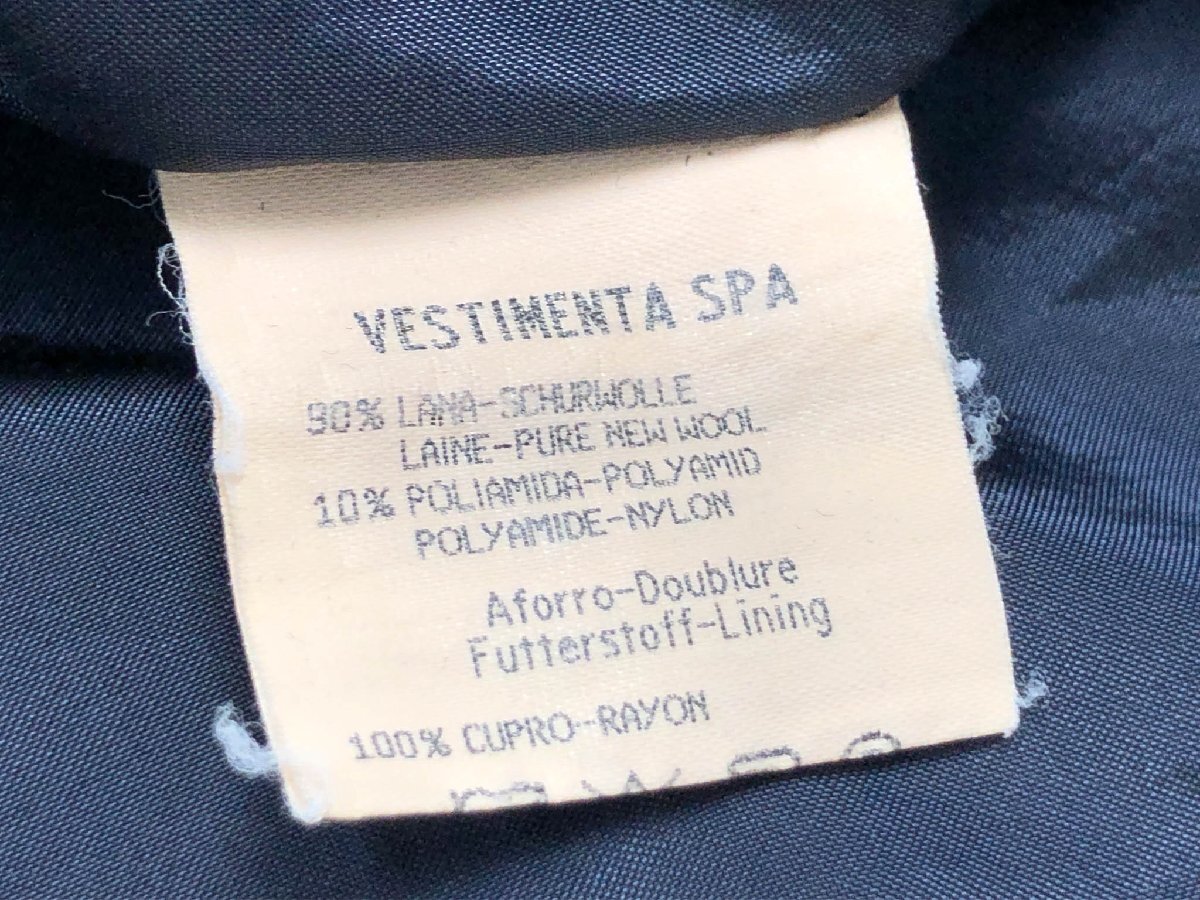 VESTIMENTA SPA
90% LANA-SCHURWOLLE
LAINE-PURE NEW WOOL
10% POLIAMIDA-POLYAMID
POLYAMIDE-NYLON
Aforro-Doublure
Futterstoff-Lining
100% CUPRO-RAYON